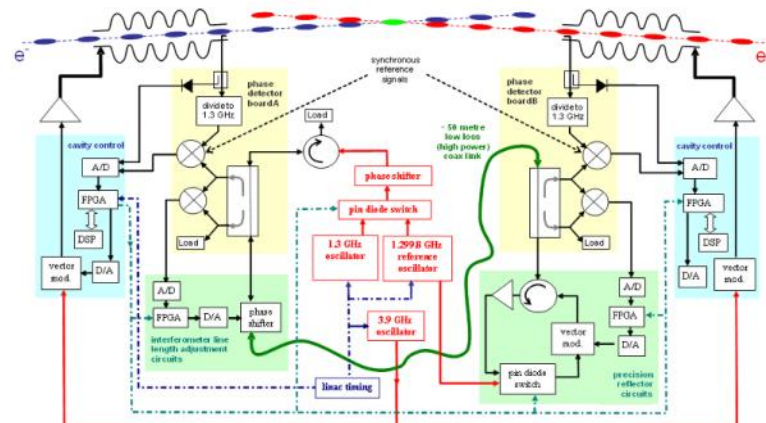 e-
e-
synchronous
reference
signals
phase
detector
boardA
divide to
1.3 GHz
Load
~ 50 metre
low loss
(high power)
coax link
phase
detector
boardB
divide to
1.3 GHz
cavity control
A/D
FPGA
DSP
D/A
vector
mod.
phase shifter
pin diode switch
1.3 GHz
oscillator
1.2998 GHz
reference
oscillator
3.9 GHz
oscillator
linac timing
Load
A/D
FPGA
D/A
phase
shifter
interferometer line
length adjustment
circuits
Load
vector
mod.
pin diode
switch
A/D
FPGA
D/A
precision
reflector
circuits
cavity control
A/D
FPGA
DSP
D/A
vector
mod.